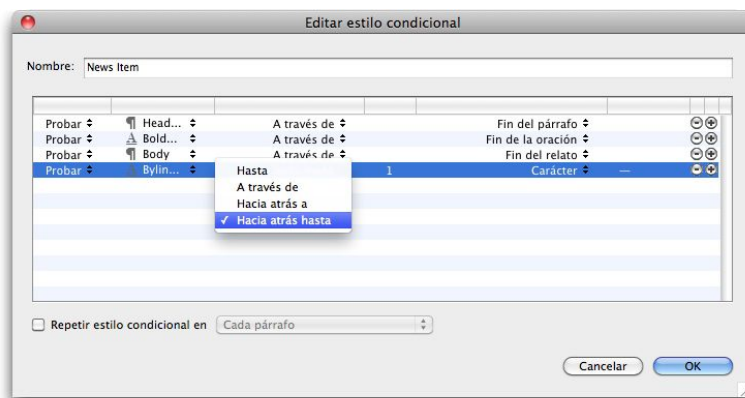 Editar estilo condicional
Nombre: News Item
Probar ¶ Head... A través de Fin del párrafo
Probar A Bold... A través de Fin de la oración
Probar ¶ Body A través de Fin del relato
Probar Bylin... 1 Carácter —
Hasta
A través de
Hacia atrás a
✓ Hacia atrás hasta
Repetir estilo condicional en Cada párrafo
Cancelar OK